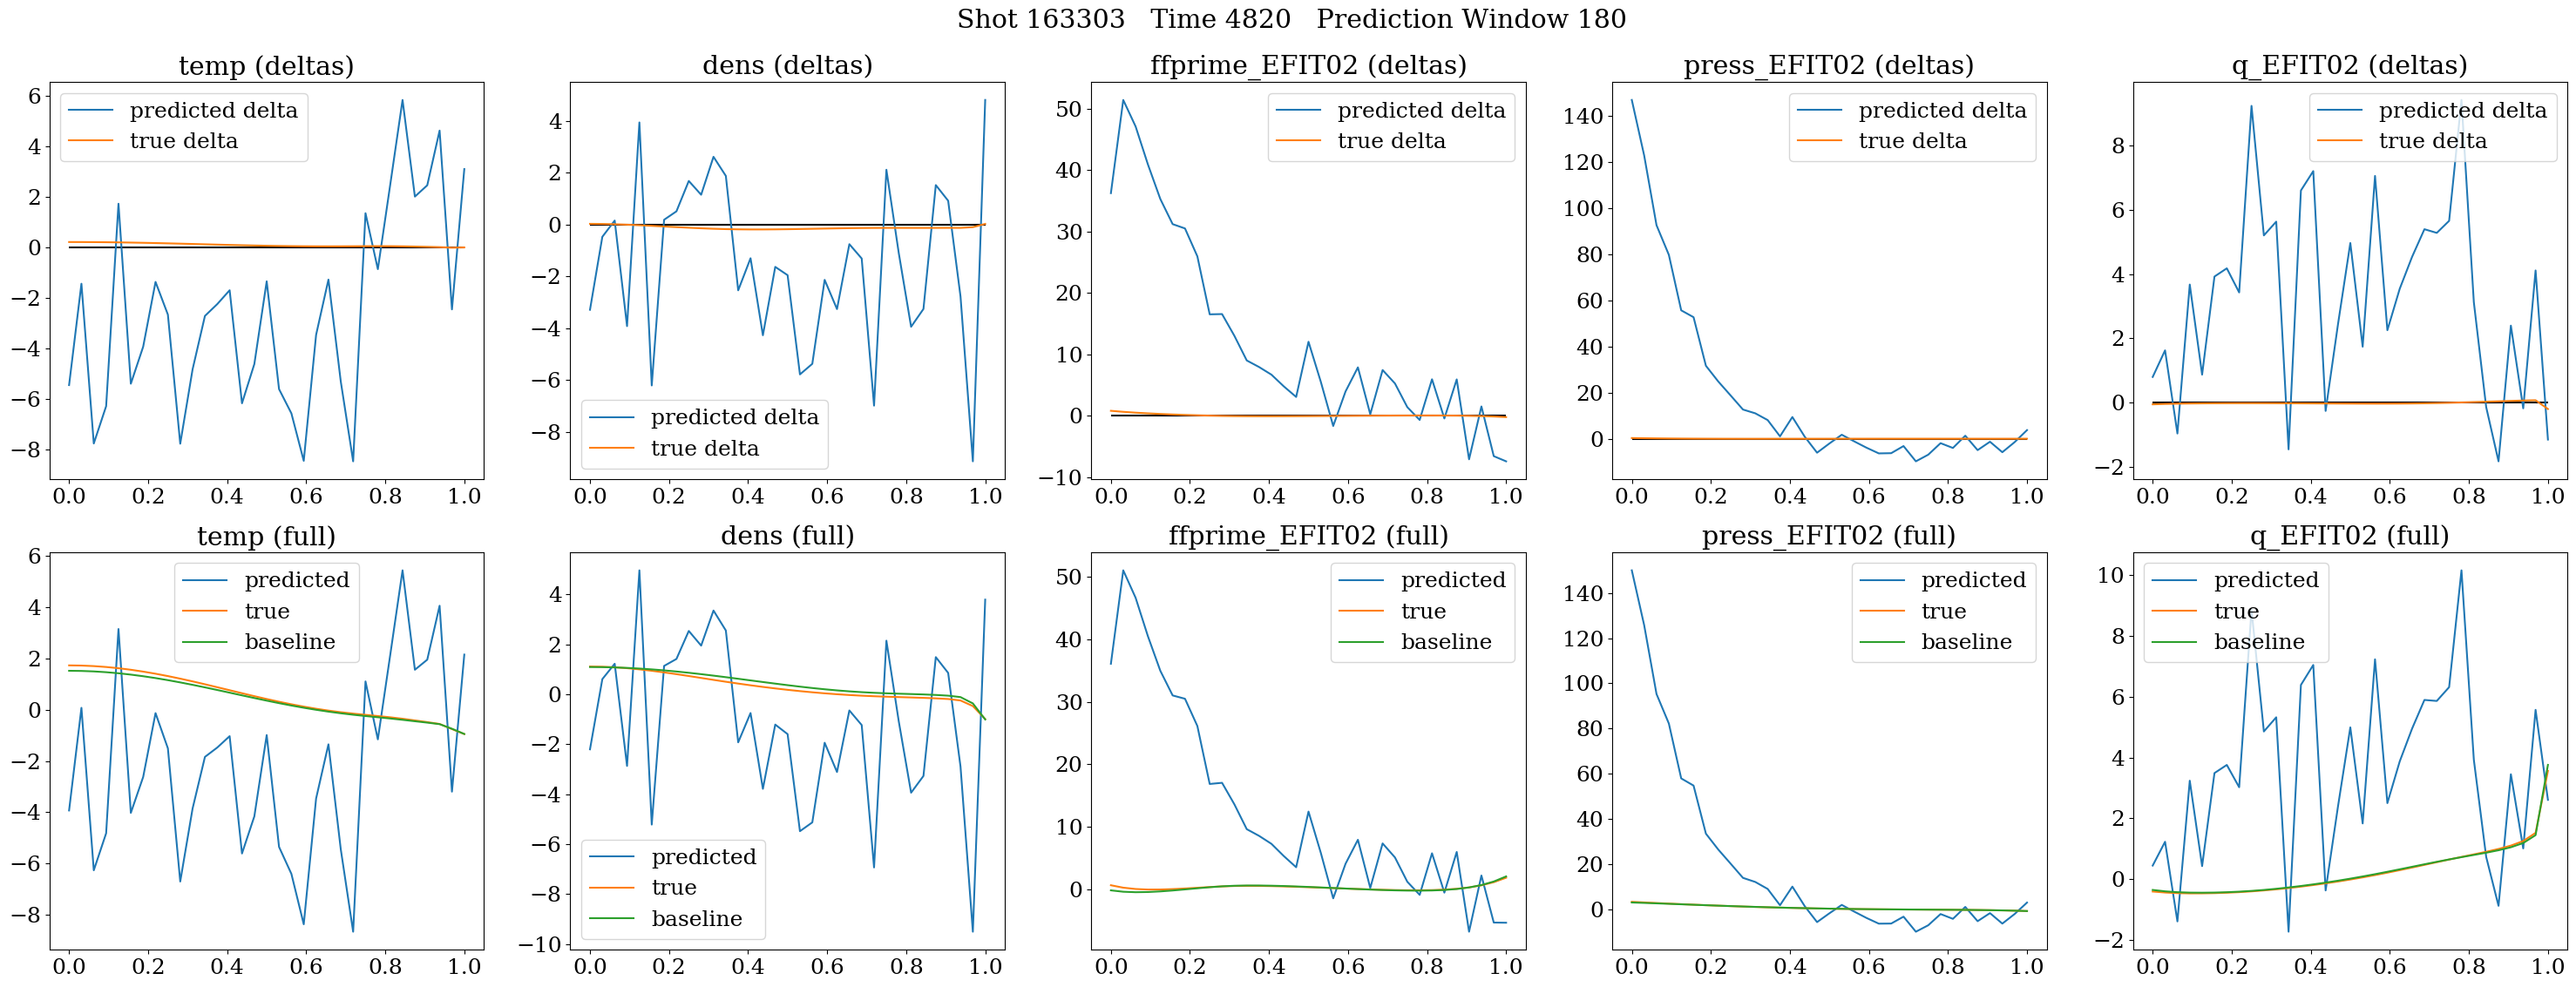 Shot 163303   Time 4820   Prediction Window 180
temp (deltas)
6
4
2
0
−2
−4
−6
−8
0.0 0.2 0.4 0.6 0.8 1.0
predicted delta
true delta
dens (deltas)
4
2
0
−2
−4
−6
−8
0.0 0.2 0.4 0.6 0.8 1.0
predicted delta
true delta
ffprime_EFIT02 (deltas)
50
40
30
20
10
0
−10
0.0 0.2 0.4 0.6 0.8 1.0
predicted delta
true delta
press_EFIT02 (deltas)
140
120
100
80
60
40
20
0
0.0 0.2 0.4 0.6 0.8 1.0
predicted delta
true delta
q_EFIT02 (deltas)
8
6
4
2
0
−2
0.0 0.2 0.4 0.6 0.8 1.0
predicted delta
true delta
temp (full)
6
4
2
0
−2
−4
−6
−8
0.0 0.2 0.4 0.6 0.8 1.0
predicted
true
baseline
dens (full)
4
2
0
−2
−4
−6
−8
−10
0.0 0.2 0.4 0.6 0.8 1.0
predicted
true
baseline
ffprime_EFIT02 (full)
50
40
30
20
10
0
0.0 0.2 0.4 0.6 0.8 1.0
predicted
true
baseline
press_EFIT02 (full)
140
120
100
80
60
40
20
0
0.0 0.2 0.4 0.6 0.8 1.0
predicted
true
baseline
q_EFIT02 (full)
10
8
6
4
2
0
−2
0.0 0.2 0.4 0.6 0.8 1.0
predicted
true
baseline